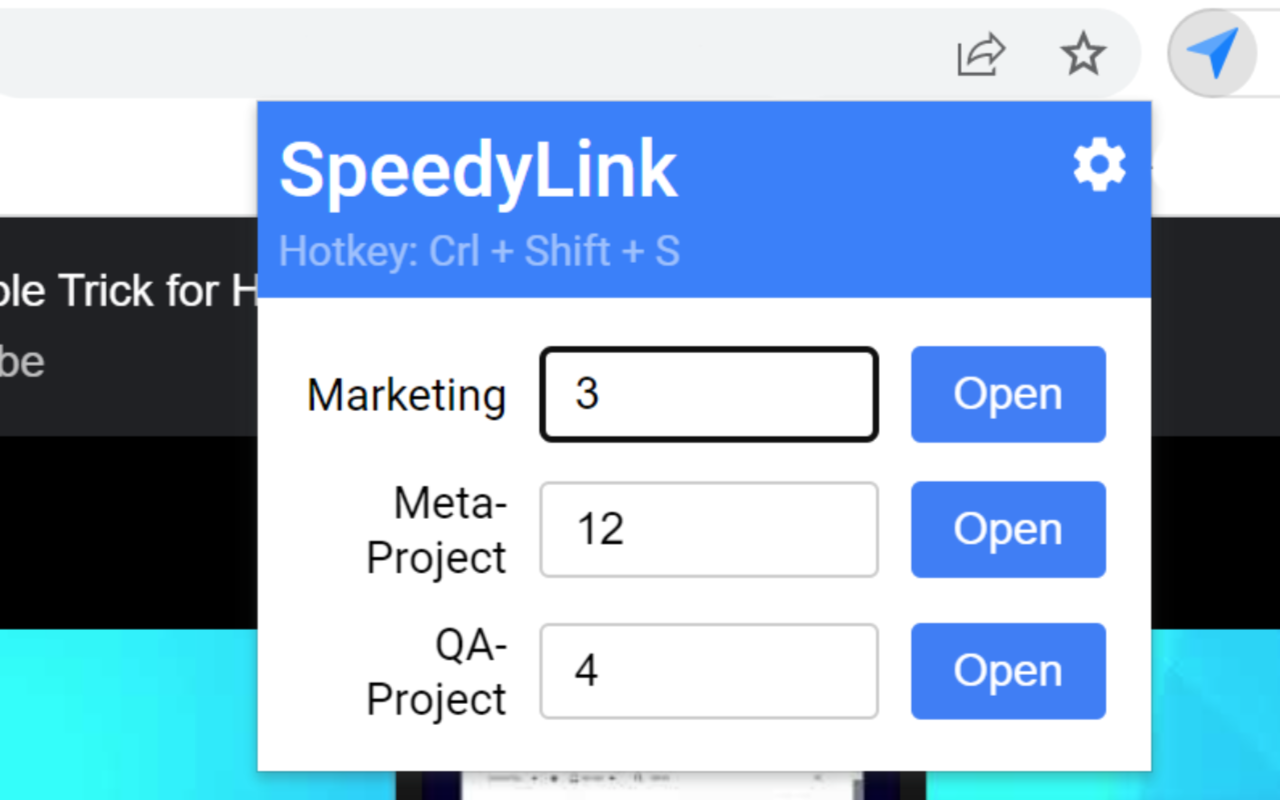 SpeedyLink
Hotkey: Crl + Shift + S
ple Trick for H
be
Marketing
3
Open
Meta-
Project
12
Open
QA-
Project
4
Open